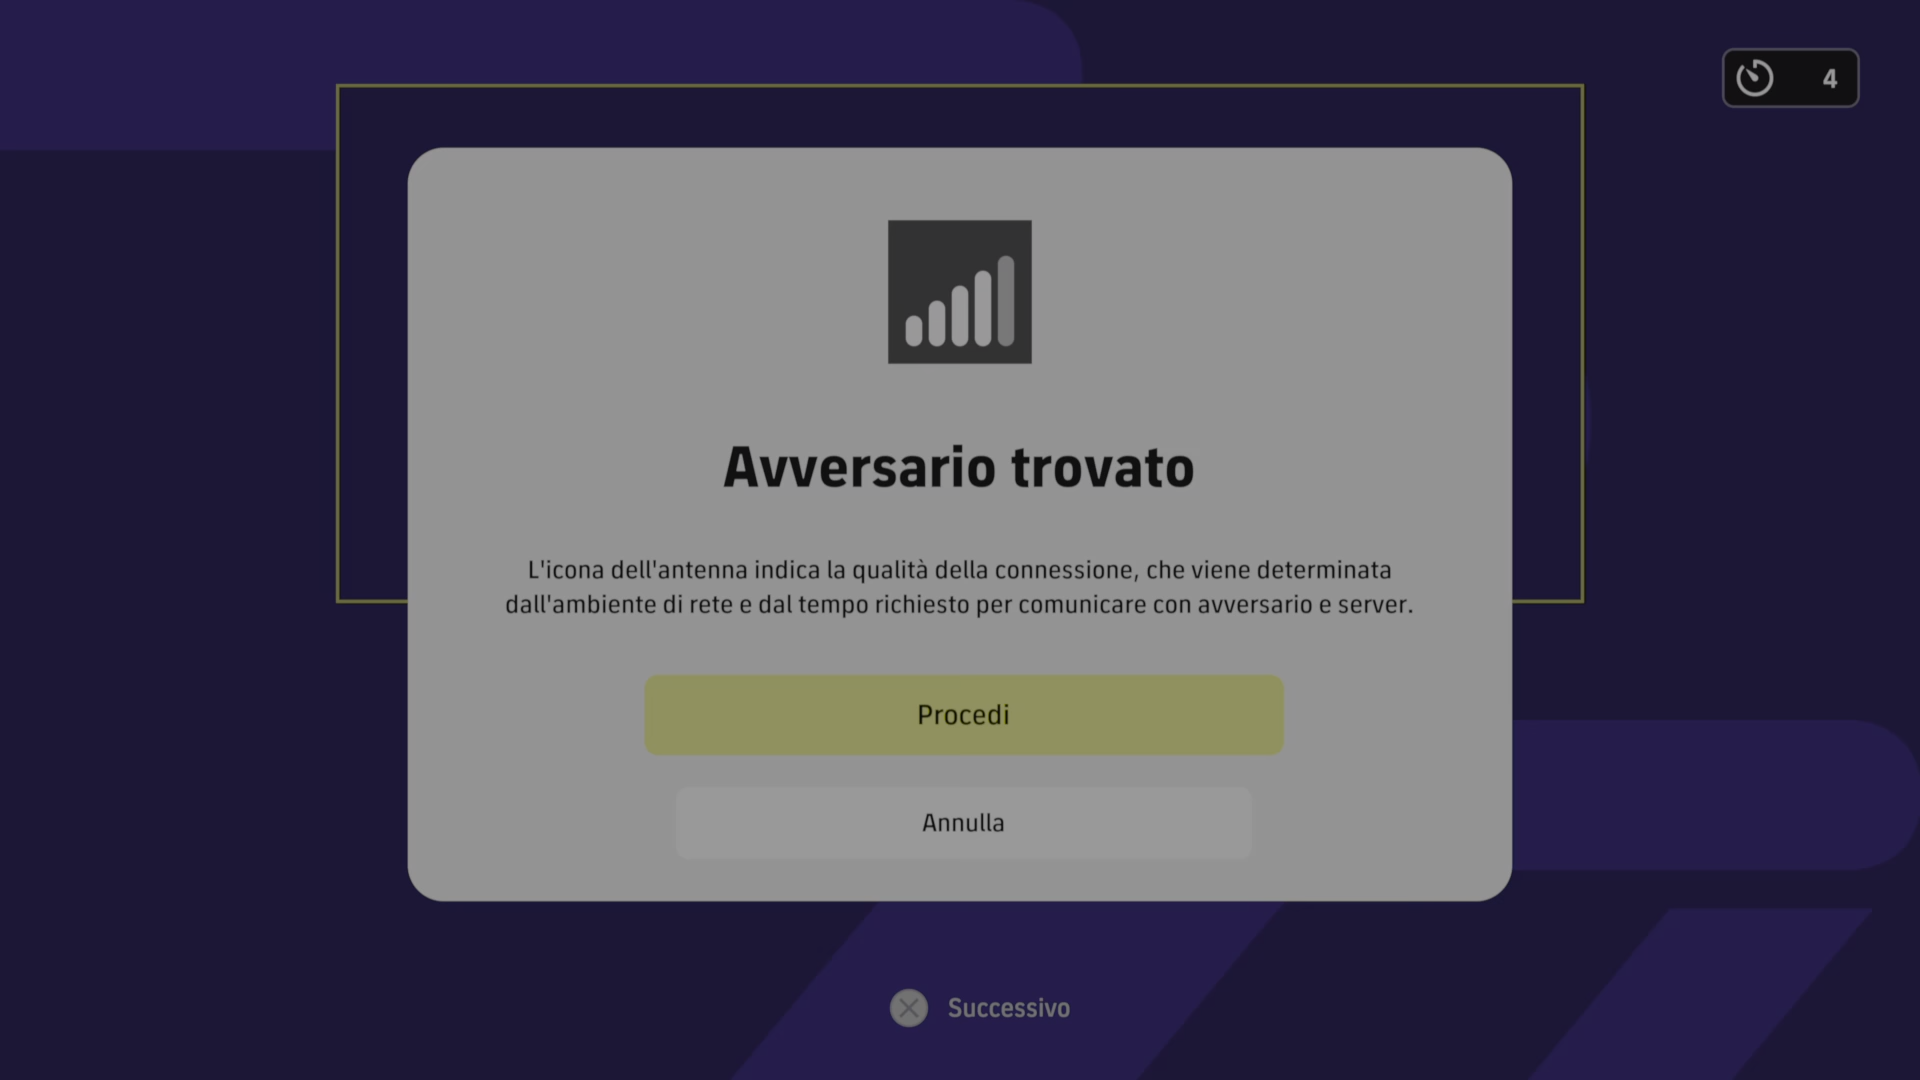 4
Avversario trovato
L'icona dell'antenna indica la qualità della connessione, che viene determinata
dall'ambiente di rete e dal tempo richiesto per comunicare con avversario e server.
Procedi
Annulla
Successivo